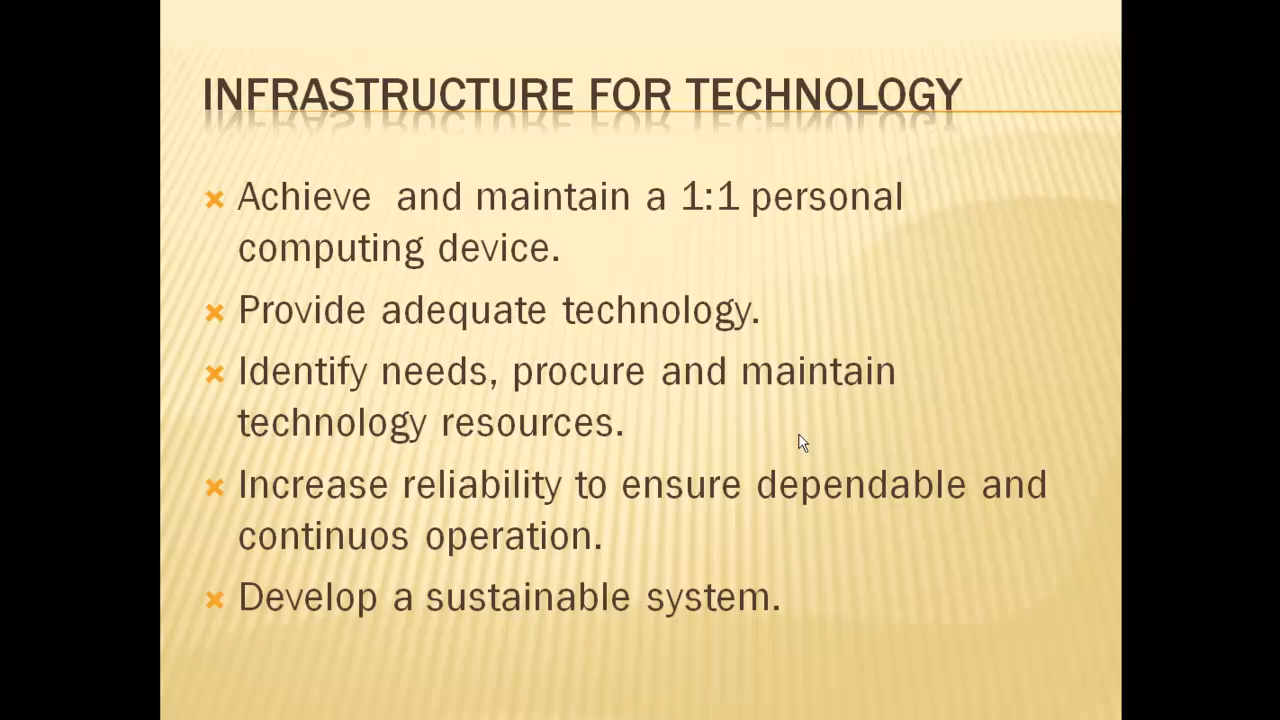 INFRASTRUCTURE FOR TECHNOLOGY
Achieve  and maintain a 1:1 personal
computing device.
Provide adequate technology.
Identify needs, procure and maintain
technology resources.
Increase reliability to ensure dependable and
continuos operation.
Develop a sustainable system.